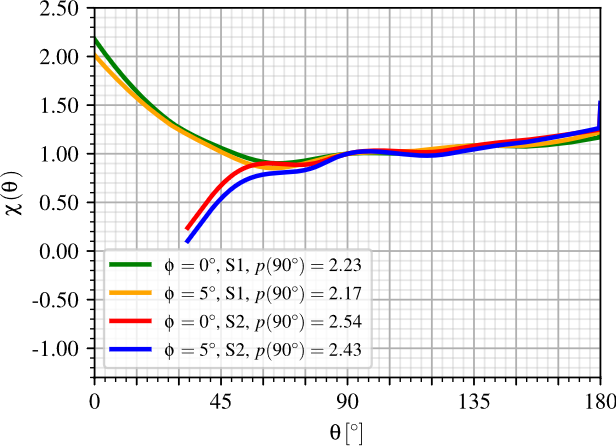 2.50
2.00
1.50
1.00
0.50
0.00
-0.50
-1.00
χ(θ)
ϕ = 0°, S1, p(90°) = 2.23
ϕ = 5°, S1, p(90°) = 2.17
ϕ = 0°, S2, p(90°) = 2.54
ϕ = 5°, S2, p(90°) = 2.43
0 45 90 135 180
θ [°]